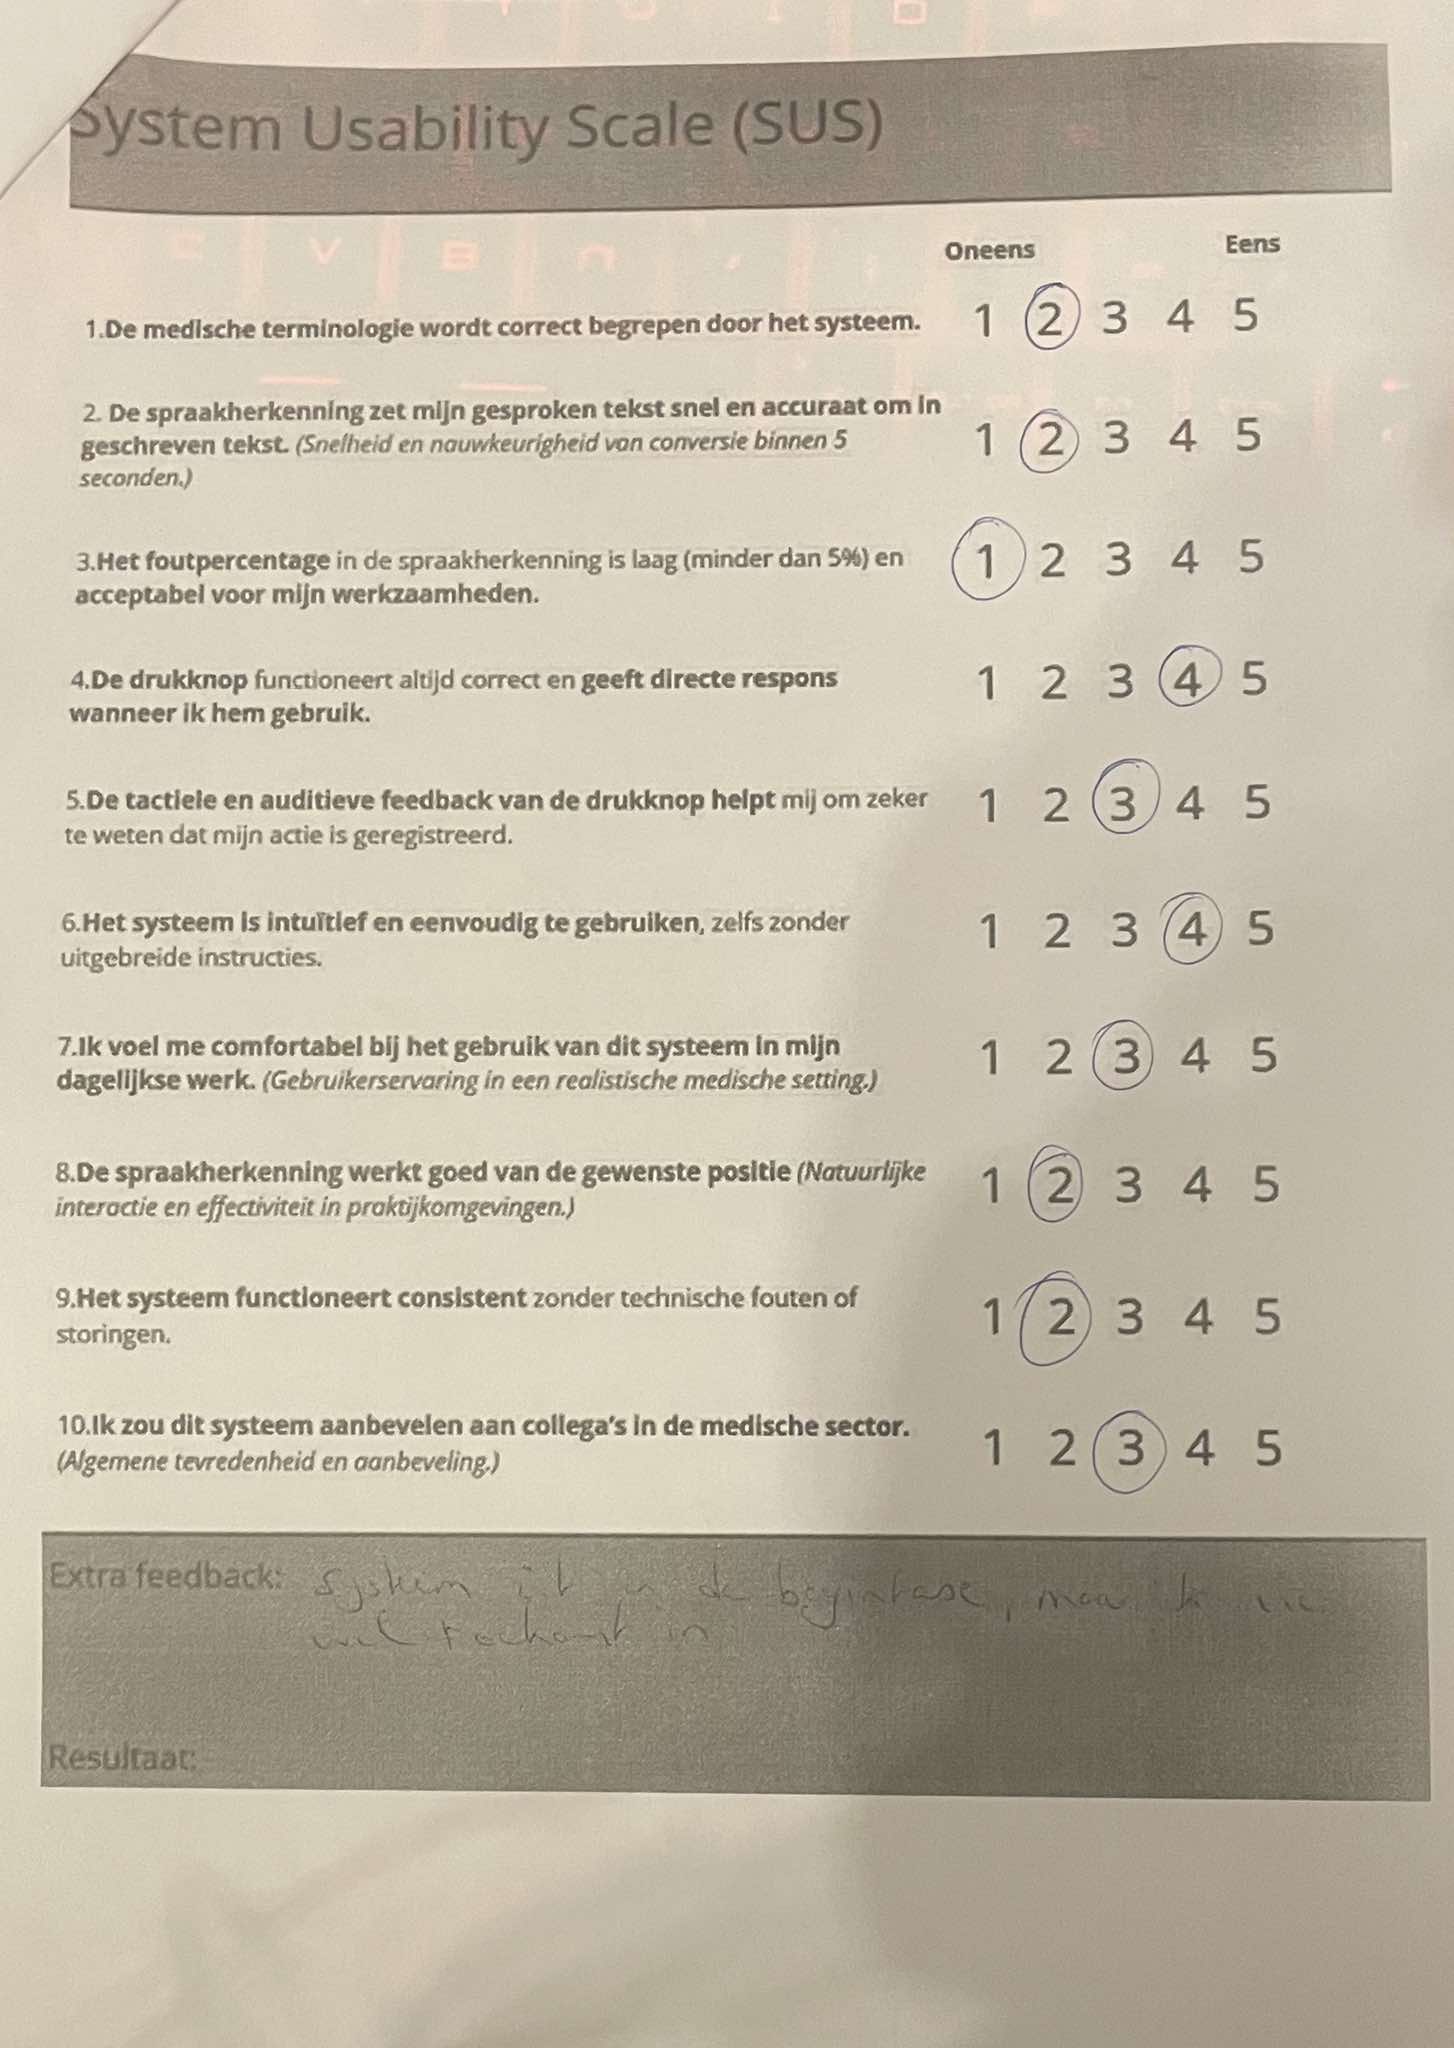 System Usability Scale (SUS)
Oneens Eens
1.De medische terminologie wordt correct begrepen door het systeem. 1 2 3 4 5
2. De spraakherkenning zet mijn gesproken tekst snel en accuraat om in
geschreven tekst. (Snelheid en nauwkeurigheid van conversie binnen 5
seconden.)
1 2 3 4 5
3.Het foutpercentage in de spraakherkenning is laag (minder dan 5%) en
acceptabel voor mijn werkzaamheden.
1 2 3 4 5
4.De drukknop functioneert altijd correct en geeft directe respons
wanneer ik hem gebruik.
1 2 3 4 5
5.De tactiele en auditieve feedback van de drukknop helpt mij om zeker
te weten dat mijn actie is geregistreerd.
1 2 3 4 5
6.Het systeem is intuïtief en eenvoudig te gebruiken, zelfs zonder
uitgebreide instructies.
1 2 3 4 5
7.Ik voel me comfortabel bij het gebruik van dit systeem in mijn
dagelijkse werk. (Gebruikerservaring in een realistische medische setting.)
1 2 3 4 5
8.De spraakherkenning werkt goed van de gewenste positie (Natuurlijke
interactie en effectiviteit in praktijkomgevingen.)
1 2 3 4 5
9.Het systeem functioneert consistent zonder technische fouten of
storingen.
1 2 3 4 5
10.Ik zou dit systeem aanbevelen aan collega's in de medische sector.
(Algemene tevredenheid en aanbeveling.)
1 2 3 4 5
Extra feedback: system zit in de beginfase, maar ik zie
wel toekomst in
Resultaat: